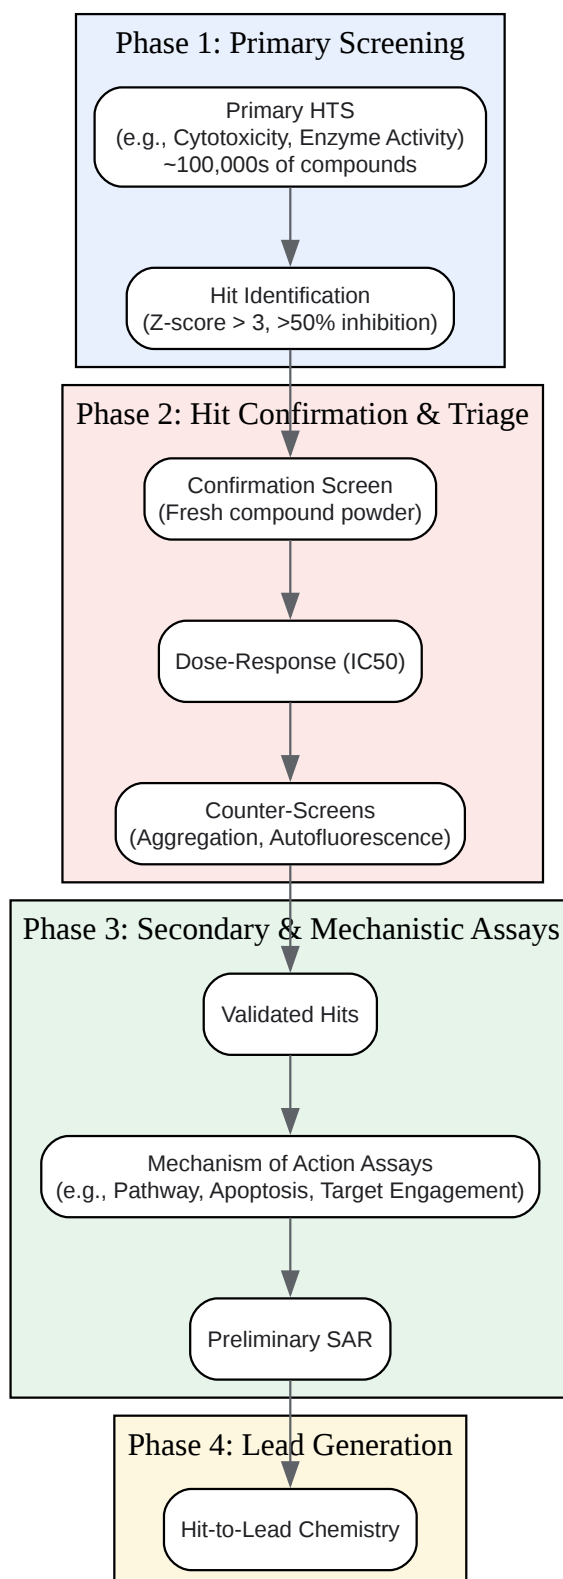 Phase 1: Primary Screening
Primary HTS
(e.g., Cytotoxicity, Enzyme Activity)
~100,000s of compounds
Hit Identification
(Z-score > 3, >50% inhibition)
Phase 2: Hit Confirmation & Triage
Confirmation Screen
(Fresh compound powder)
Dose-Response (IC50)
Counter-Screens
(Aggregation, Autofluorescence)
Phase 3: Secondary & Mechanistic Assays
Validated Hits
Mechanism of Action Assays
(e.g., Pathway, Apoptosis, Target Engagement)
Preliminary SAR
Phase 4: Lead Generation
Hit-to-Lead Chemistry